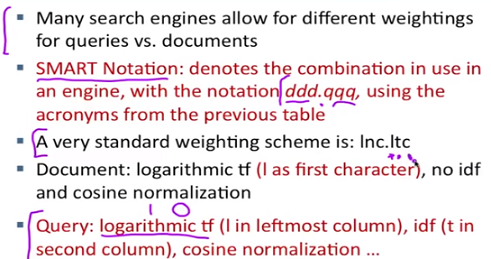 Many search engines allow for different weightings
for queries vs. documents
SMART Notation: denotes the combination in use in
an engine, with the notation ddd.qqq, using the
acronyms from the previous table
A very standard weighting scheme is: lnc.ltc
Document: logarithmic tf (l as first character), no idf
and cosine normalization
Query: logarithmic tf (l in leftmost column), idf (t in
second column), cosine normalization ...